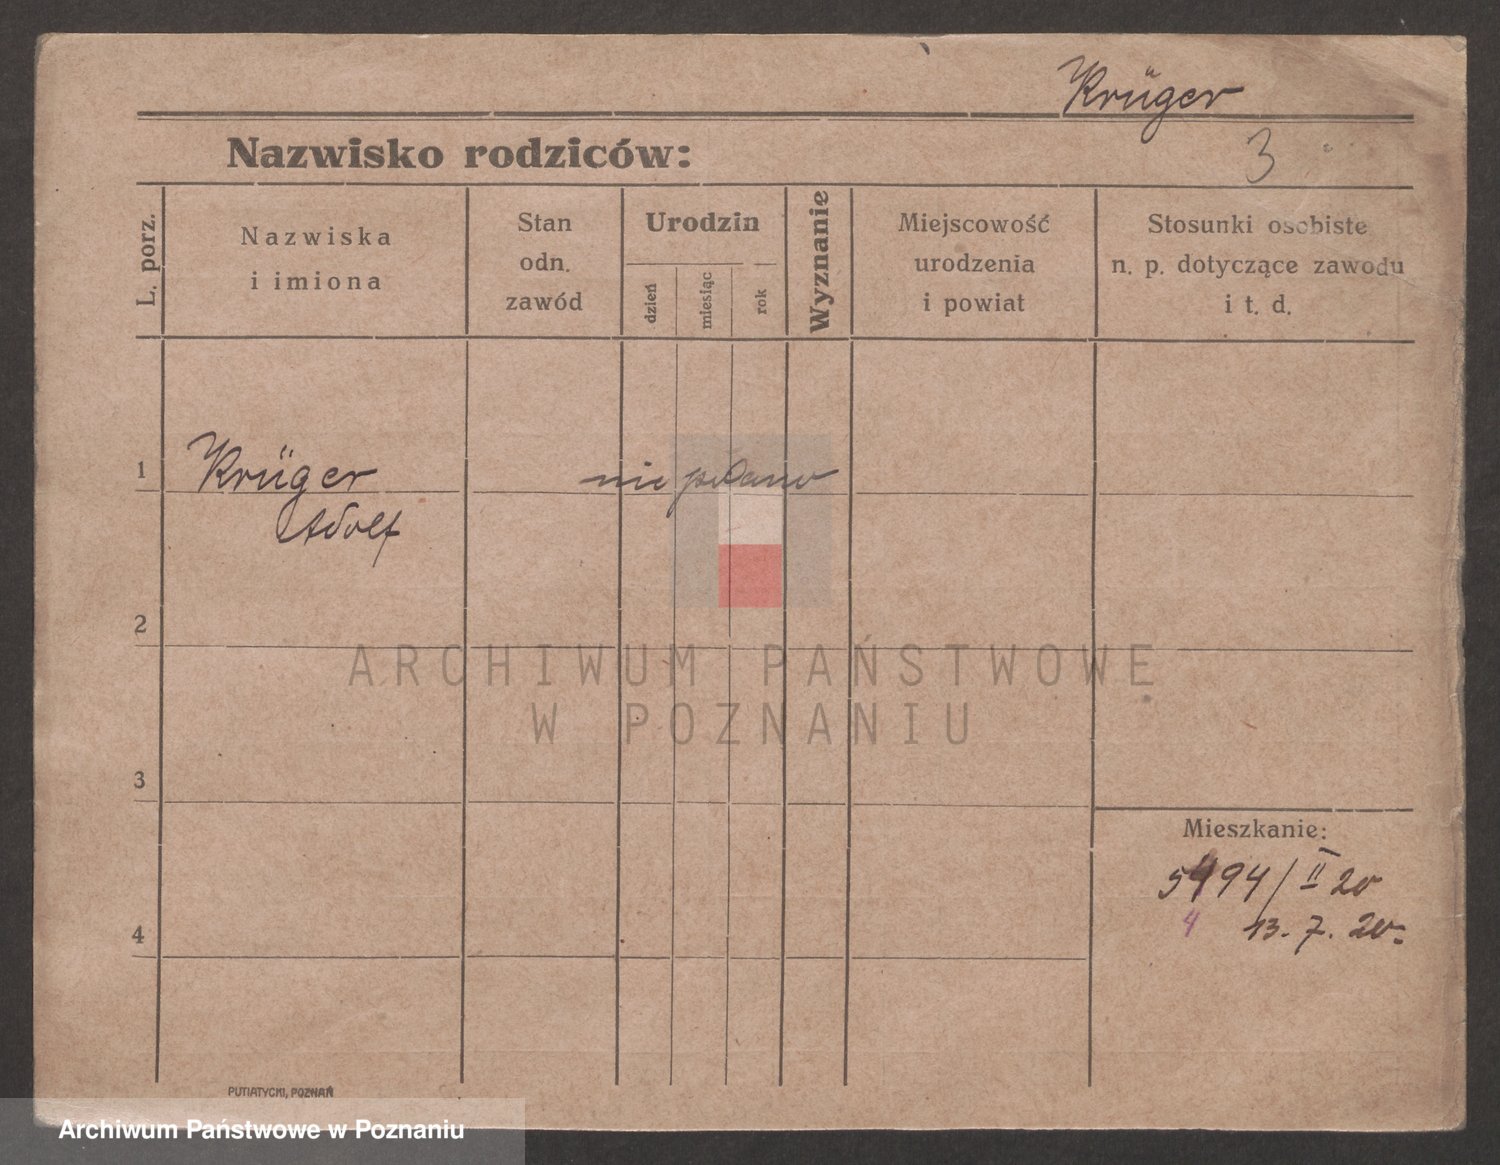 Krüger
Nazwisko rodziców:
3
L. porz.
Nazwiska
i imiona
Stan
odn.
zawód
Urodzin
dzień
miesiąc
rok
Wyznanie
Miejscowość
urodzenia
i powiat
Stosunki osobiste
n. p. dotyczące zawodu
i t. d.
1
Krüger
Adolf
nie podano
2
3
4
Mieszkanie:
5494/II 20
4 13. 7. 20.
PUTIATYCKI, POZNAŃ
ARCHIWUM PAŃSTWOWE
W POZNANIU
Archiwum Państwowe w Poznaniu